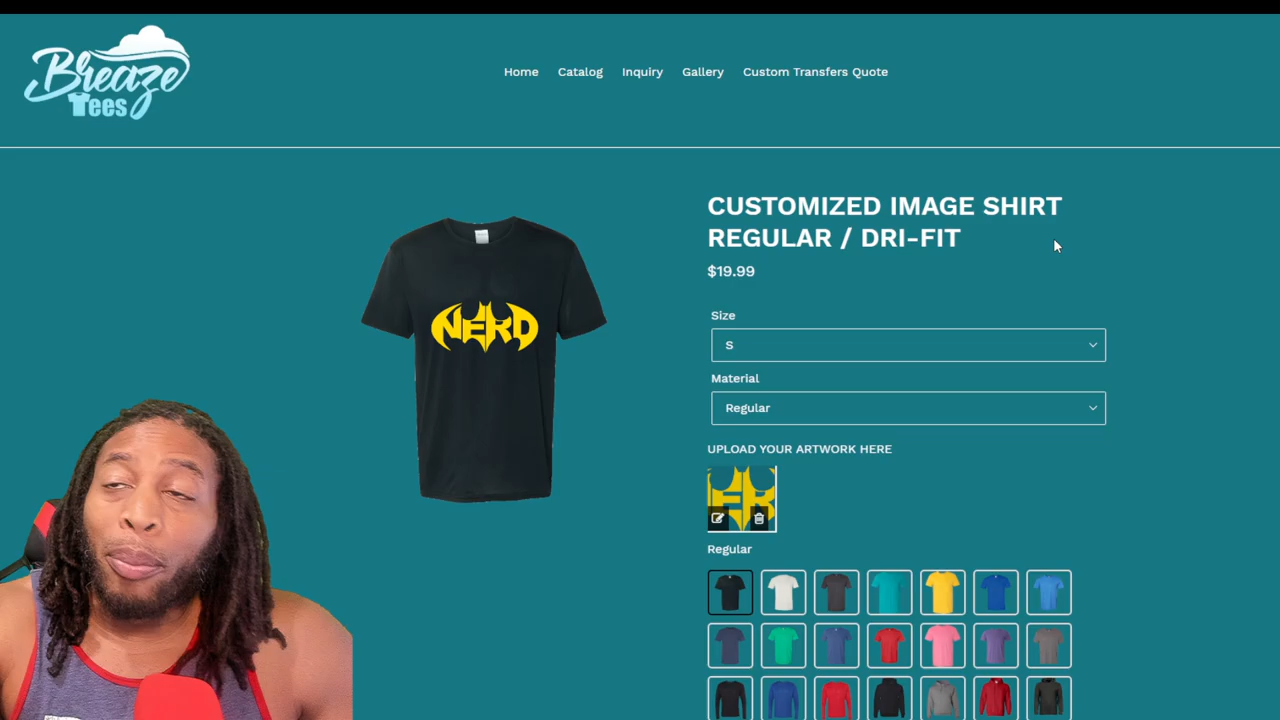 Breaze
Tees
Home Catalog Inquiry Gallery Custom Transfers Quote
CUSTOMIZED IMAGE SHIRT
REGULAR / DRI-FIT
$19.99
NERD
Size
S
Material
Regular
UPLOAD YOUR ARTWORK HERE
Regular